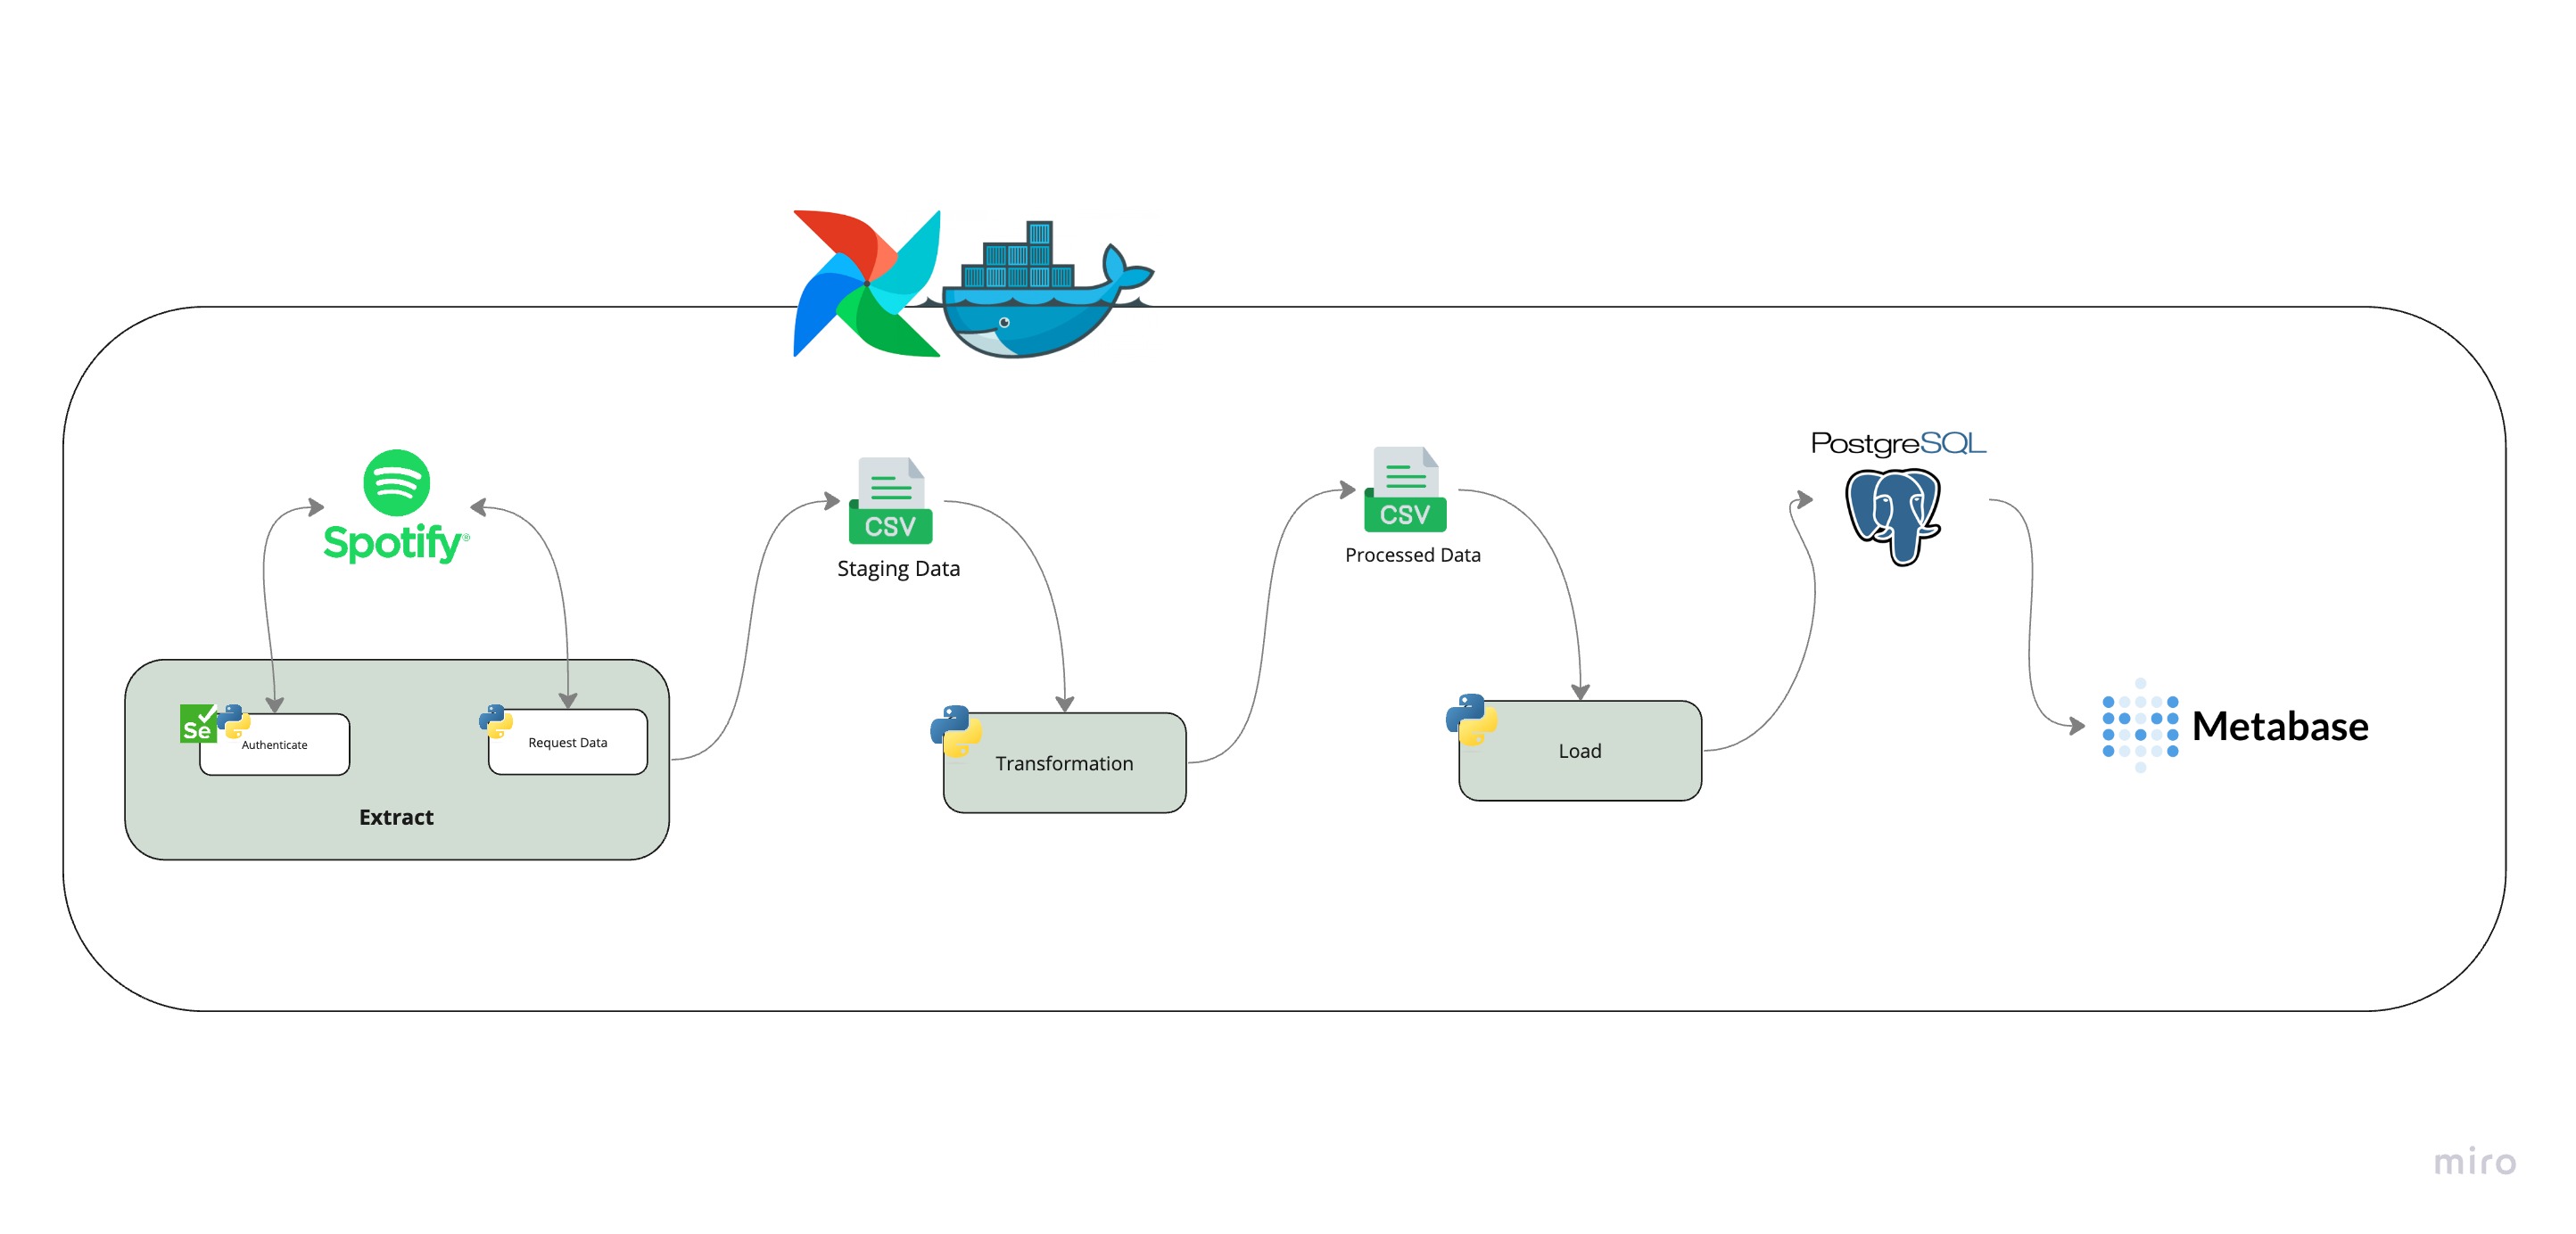 PostgreSQL
Spotify®
CSV
Staging Data
CSV
Processed Data
Se
Authenticate
Request Data
Extract
Transformation
Load
Metabase
miro